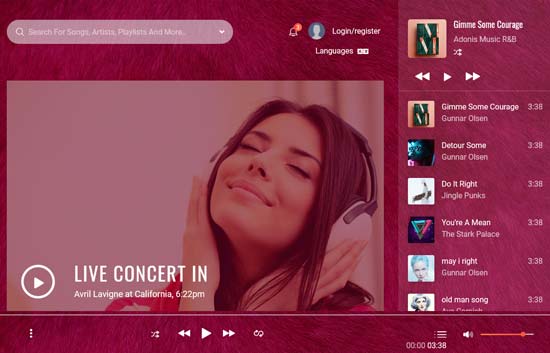 Search For Songs, Artists, Playlists And More..
3
Login/register
Languages
LIVE CONCERT IN
Avril Lavigne at California, 6:22pm
Gimme Some Courage
Adonis Music R&B
Gimme Some Courage 3:38
Gunnar Olsen
Detour Some 3:38
Gunnar Olsen
Do It Right 3:38
Jingle Punks
You're A Mean 3:38
The Stark Palace
may i right 3:38
Gunnar Olsen
old man song 3:38
00:00 03:38